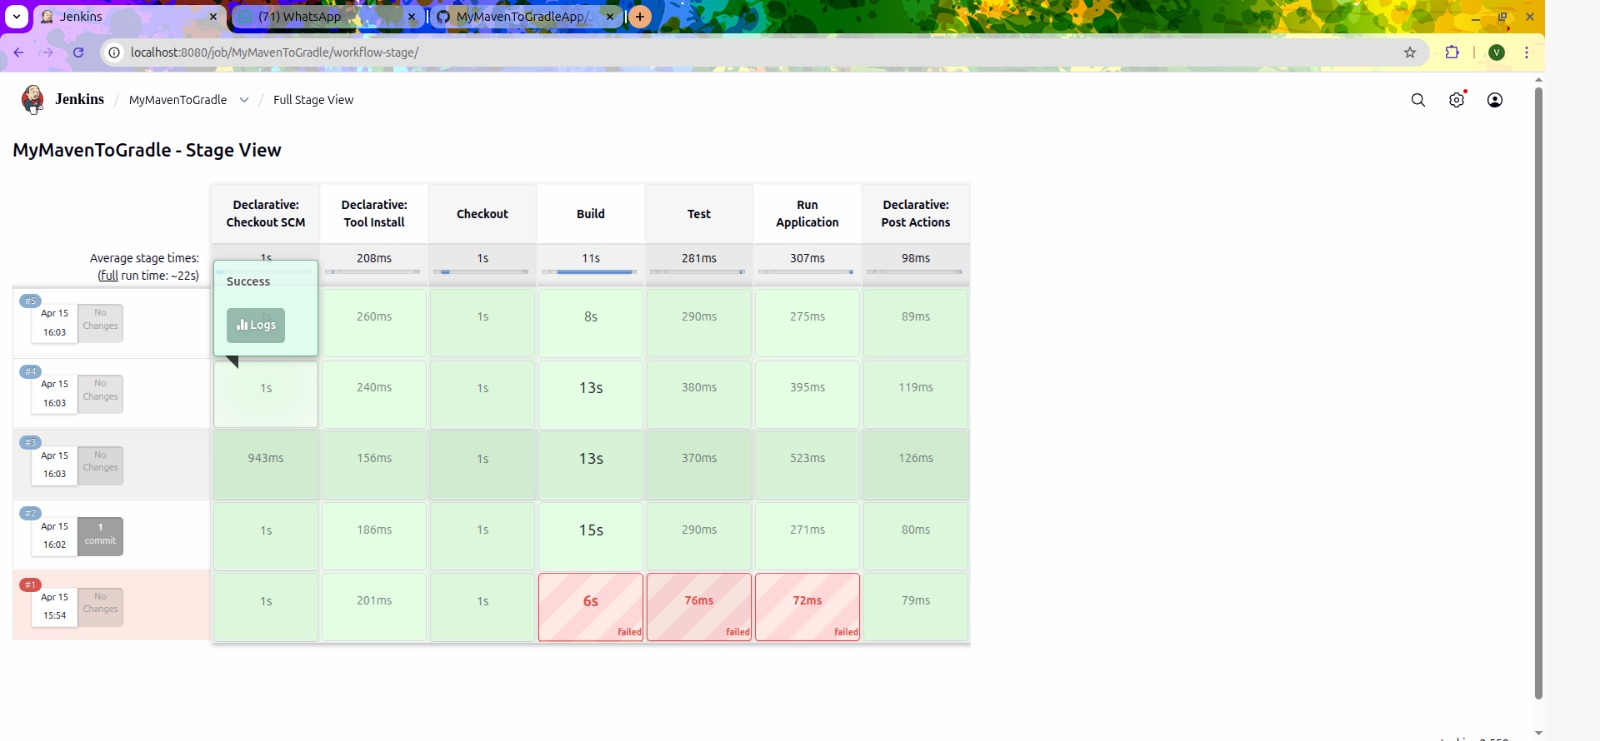 Jenkins
(71) WhatsApp
MyMavenToGradleApp/.
localhost:8080/job/MyMavenToGradle/workflow-stage/
V
Jenkins / MyMavenToGradle / Full Stage View
MyMavenToGradle - Stage View
Declarative: Checkout SCM
Declarative: Tool Install
Checkout
Build
Test
Run Application
Declarative: Post Actions
Average stage times:
(full run time: ~22s)
1s 208ms 1s 11s 281ms 307ms 98ms
Success
Logs
#5
Apr 15
16:03
No Changes
260ms 1s 8s 290ms 275ms 89ms
#4
Apr 15
16:03
No Changes
1s 240ms 1s 13s 380ms 395ms 119ms
#3
Apr 15
16:03
No Changes
943ms 156ms 1s 13s 370ms 523ms 126ms
#2
Apr 15
16:02
1 commit
1s 186ms 1s 15s 290ms 271ms 80ms
#1
Apr 15
15:54
No Changes
1s 201ms 1s 6s 76ms 72ms 79ms
failed failed failed